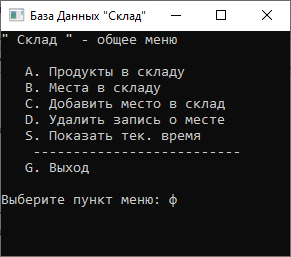 База Данных "Склад"
" Склад " - общее меню
A. Продукты в складу
B. Места в складу
C. Добавить место в склад
D. Удалить запись о месте
S. Показать тек. время
--------------------------
G. Выход
Выберите пункт меню: ф